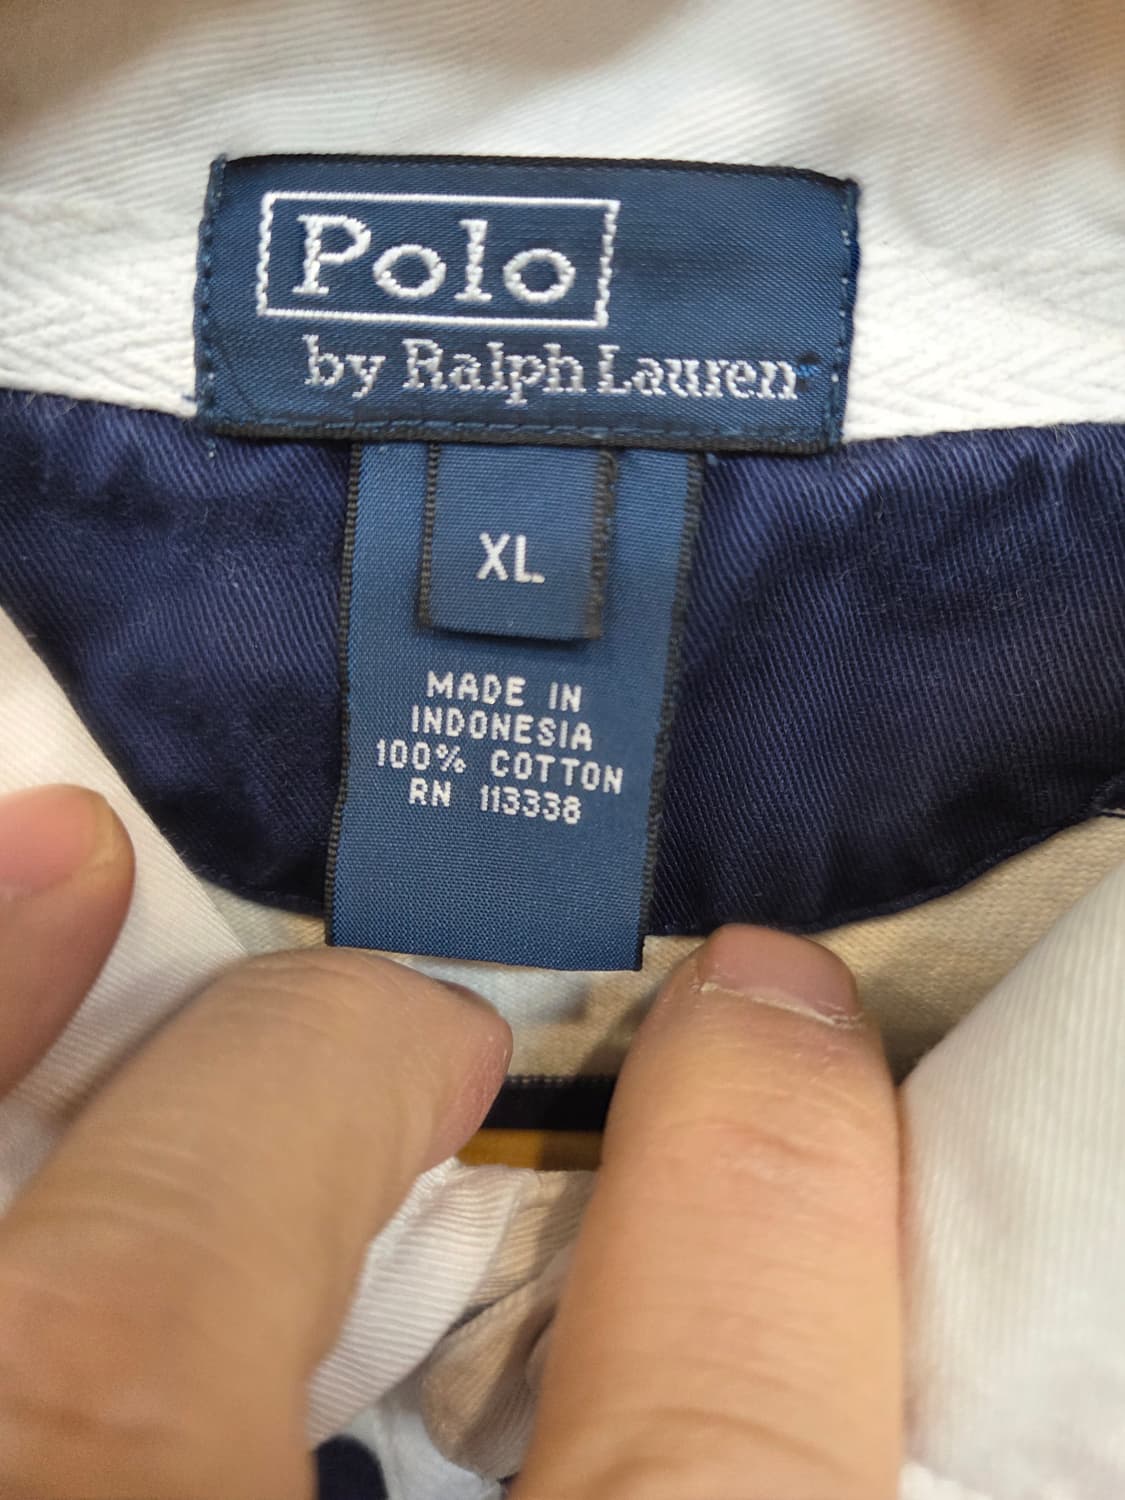 Polo
by Ralph Lauren
XL
MADE IN
INDONESIA
100% COTTON
RN 113338